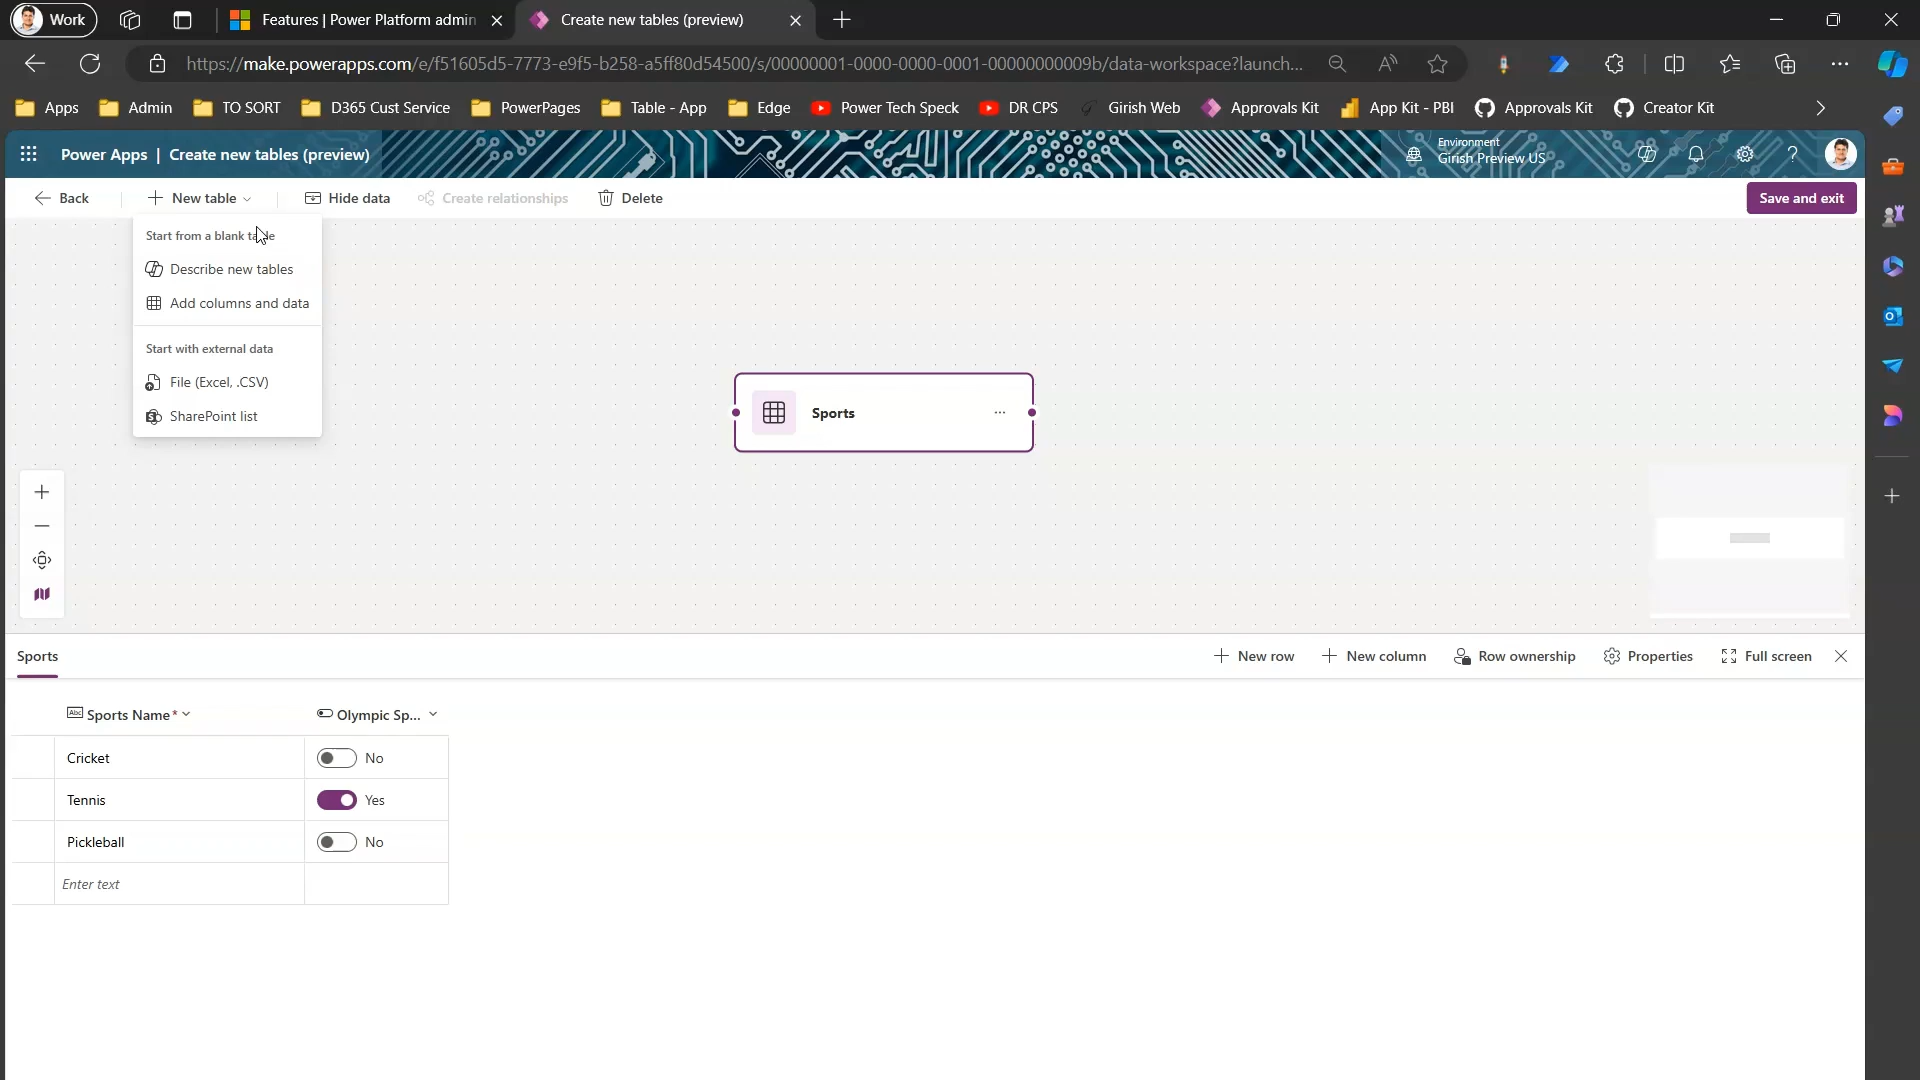 Work
Features | Power Platform admin
Create new tables (preview)
https://make.powerapps.com/e/f51605d5-7773-e9f5-b258-a5ff80d54500/s/00000001-0000-0000-0001-00000000009b/data-workspace?launch...
Apps
Admin
TO SORT
D365 Cust Service
PowerPages
Table - App
Edge
Power Tech Speck
DR CPS
Girish Web
Approvals Kit
App Kit - PBI
Approvals Kit
Creator Kit
Power Apps | Create new tables (preview)
Environment
Girish Preview US
Back
New table
Hide data
Create relationships
Delete
Save and exit
Start from a blank table
Describe new tables
Add columns and data
Start with external data
File (Excel, .CSV)
SharePoint list
Sports
Sports
New row
New column
Row ownership
Properties
Full screen
Abc Sports Name*
Olympic Sp...
Cricket
No
Tennis
Yes
Pickleball
No
Enter text